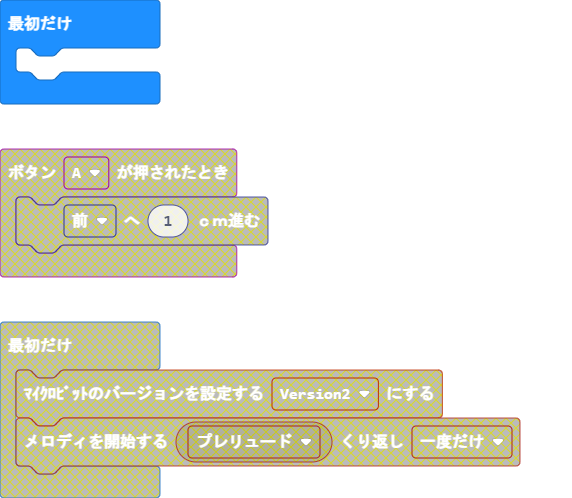 最初だけ
ボタン A が押されたとき
前 へ 1 cm進む
最初だけ
ﾏｲｸﾛﾋﾞｯﾄのバージョンを設定する Version2 にする
メロディを開始する プレリュード くり返し 一度だけ